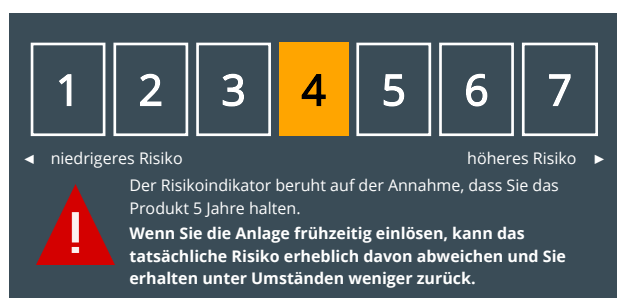 1 2 3 4 5 6 7
◄ niedrigeres Risiko höheres Risiko ►
Der Risikoindikator beruht auf der Annahme, dass Sie das
Produkt 5 Jahre halten.
Wenn Sie die Anlage frühzeitig einlösen, kann das
tatsächliche Risiko erheblich davon abweichen und Sie
erhalten unter Umständen weniger zurück.
!